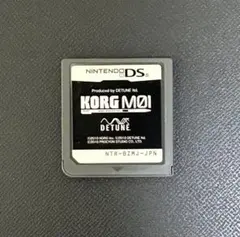 NINTENDO DS
Produced by DETUNE ltd.
KORG M01
DETUNE
©2010 KORG INC. ©2010 DETUNE ltd.
©2010 PROCYON STUDIO CO., LTD.
NTR-BZMJ-JPN